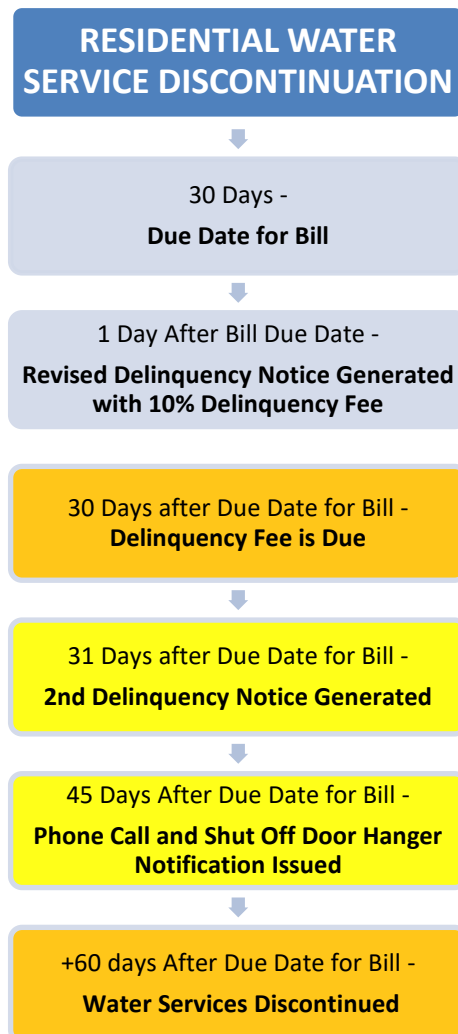 RESIDENTIAL WATER
SERVICE DISCONTINUATION
30 Days -
Due Date for Bill
1 Day After Bill Due Date -
Revised Delinquency Notice Generated
with 10% Delinquency Fee
30 Days after Due Date for Bill -
Delinquency Fee is Due
31 Days after Due Date for Bill -
2nd Delinquency Notice Generated
45 Days After Due Date for Bill -
Phone Call and Shut Off Door Hanger
Notification Issued
+60 days After Due Date for Bill -
Water Services Discontinued